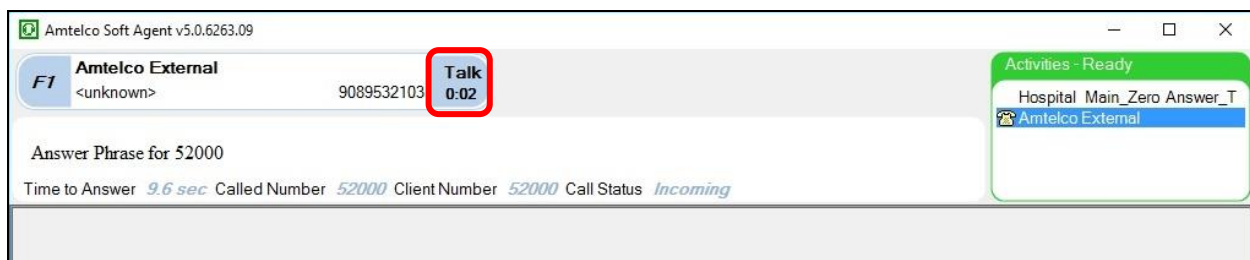 Amtelco Soft Agent v5.0.6263.09
F1
Amtelco External
<unknown> 9089532103
Talk
0:02
Activities - Ready
Hospital Main_Zero Answer_T
Amtelco External
Answer Phrase for 52000
Time to Answer 9.6 sec Called Number 52000 Client Number 52000 Call Status Incoming